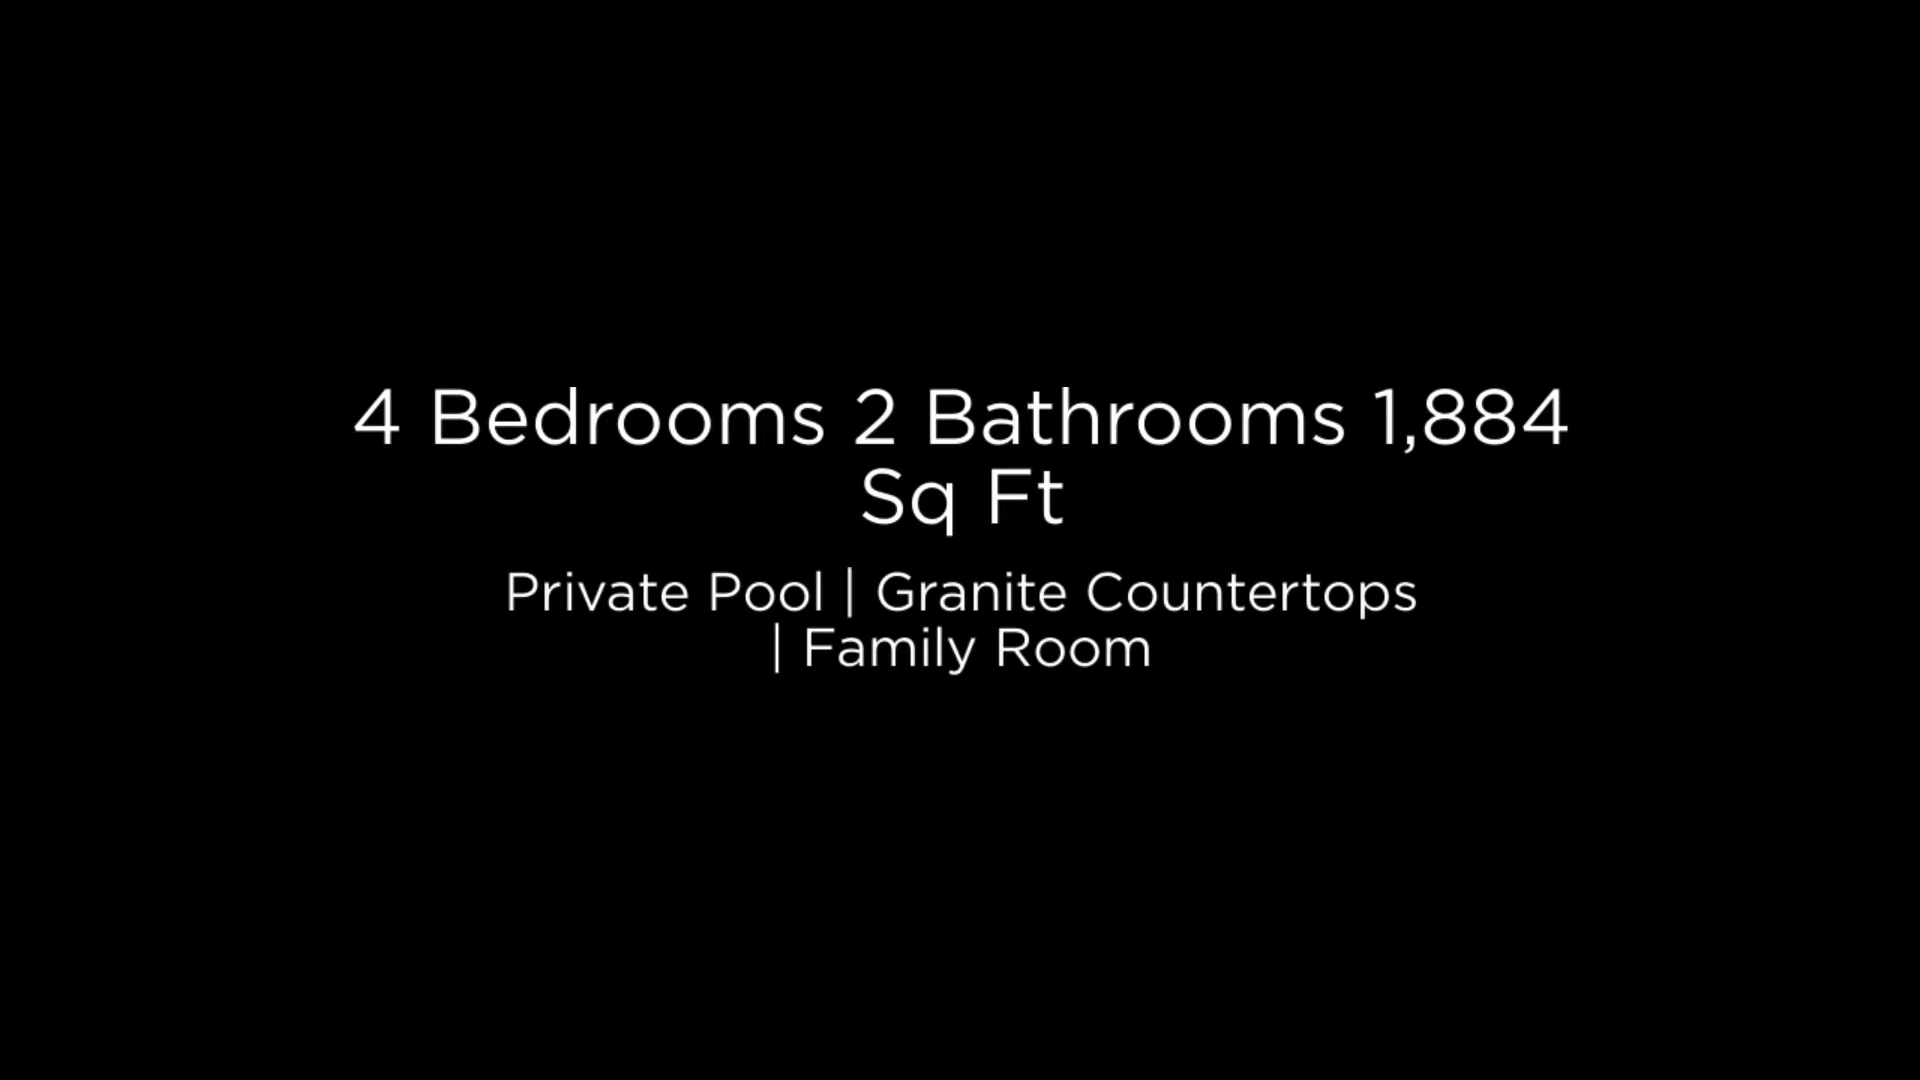 4 Bedrooms 2 Bathrooms 1,884
Sq Ft
Private Pool | Granite Countertops
| Family Room